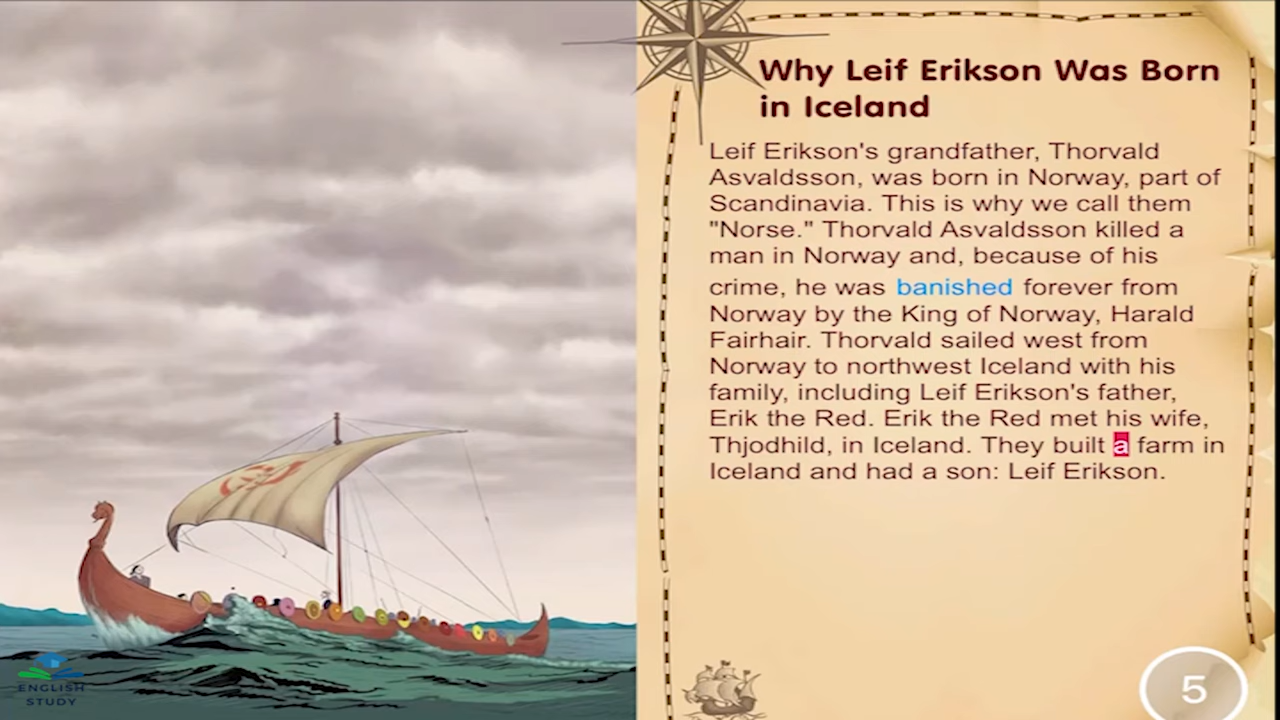 Why Leif Erikson Was Born
in Iceland
Leif Erikson's grandfather, Thorvald
Asvaldsson, was born in Norway, part of
Scandinavia. This is why we call them
"Norse." Thorvald Asvaldsson killed a
man in Norway and, because of his
crime, he was banished forever from
Norway by the King of Norway, Harald
Fairhair. Thorvald sailed west from
Norway to northwest Iceland with his
family, including Leif Erikson's father,
Erik the Red. Erik the Red met his wife,
Thjodhild, in Iceland. They built a farm in
Iceland and had a son: Leif Erikson.
ENGLISH
STUDY
5